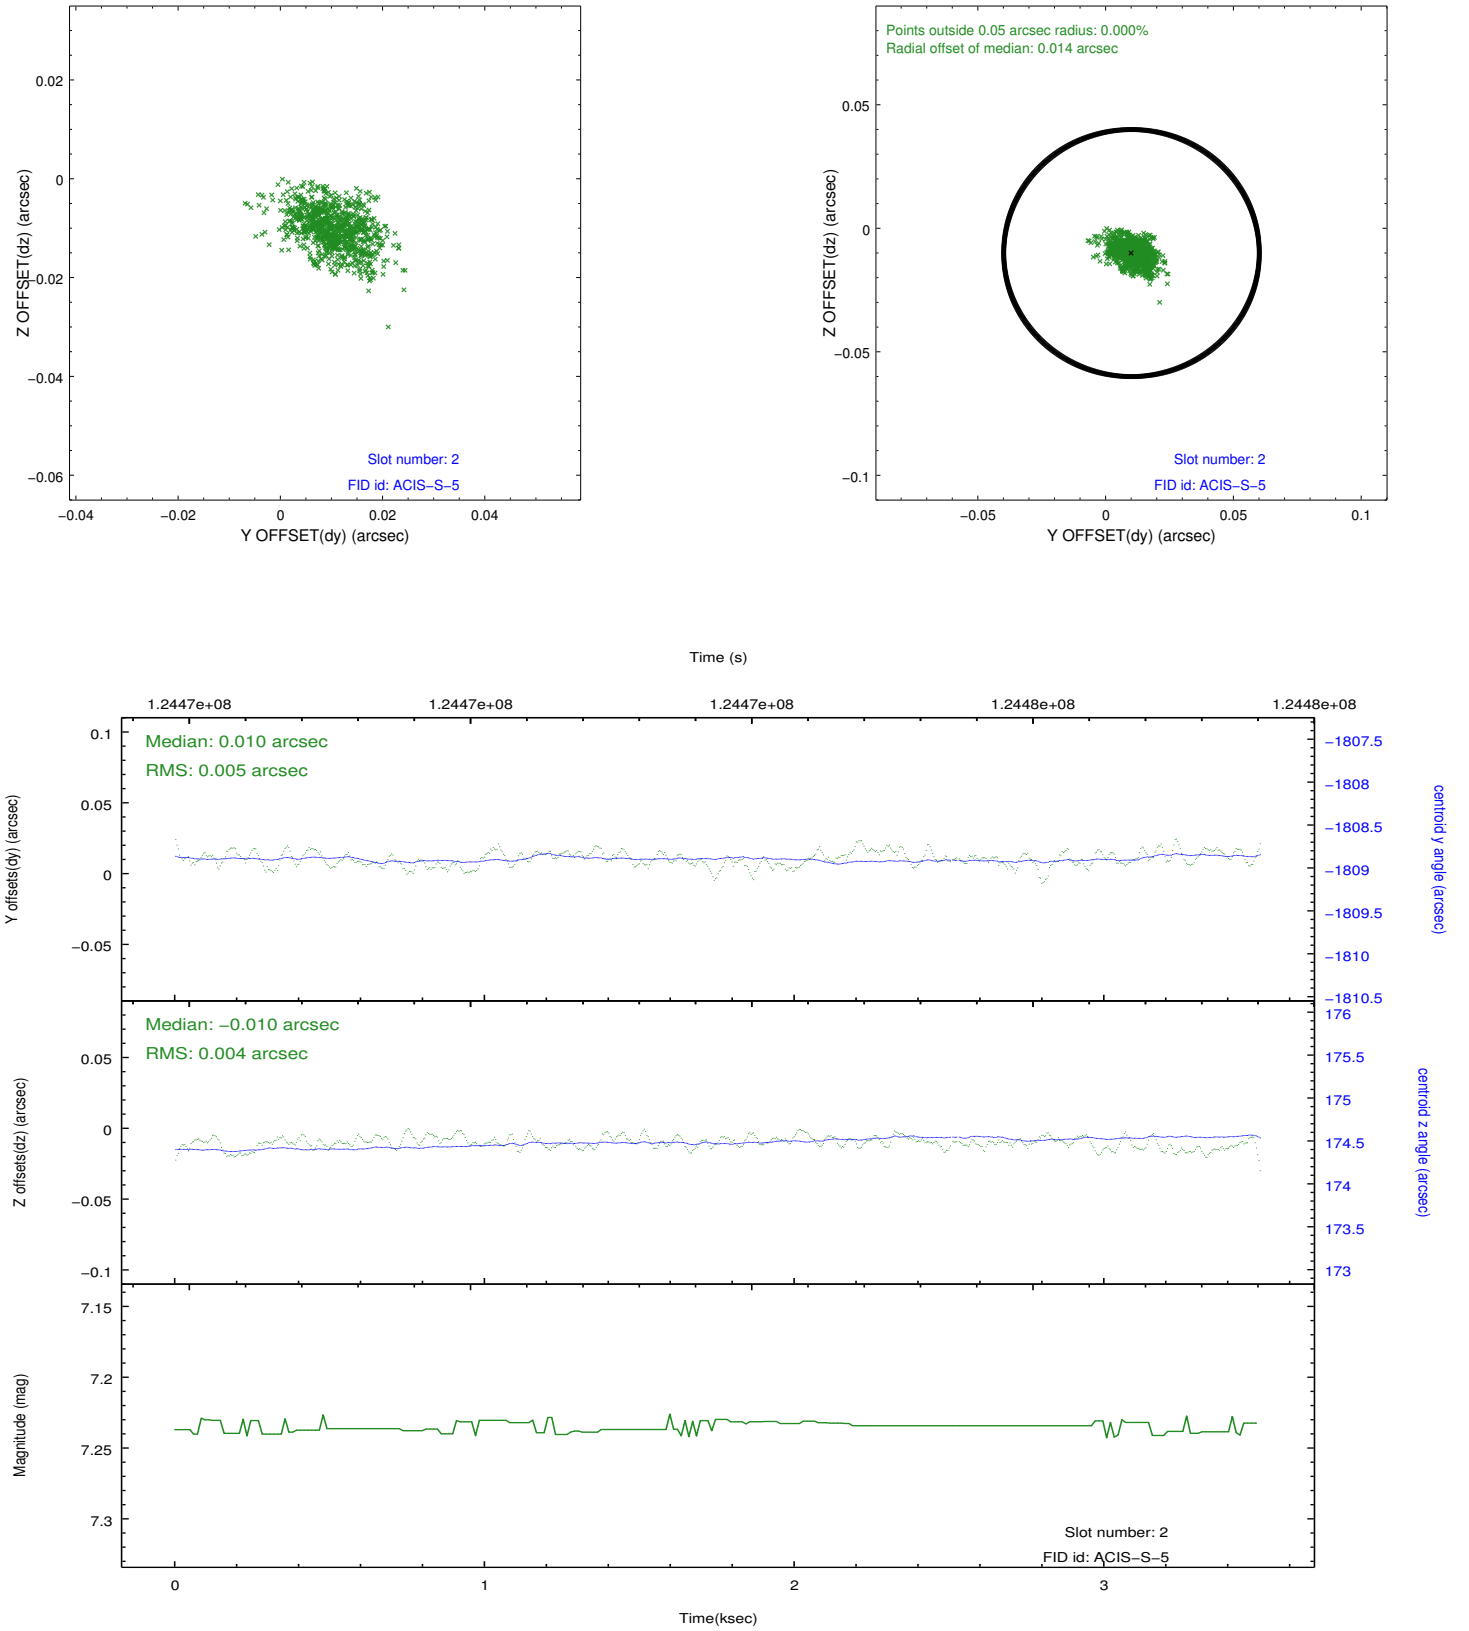 0.02
0
−0.02
−0.04
−0.06
Z OFFSET(dz) (arcsec)
−0.04
−0.02
0
0.02
0.04
Y OFFSET(dy) (arcsec)
Slot number: 2
FID id: ACIS−S−5
Points outside 0.05 arcsec radius: 0.000%
Radial offset of median: 0.014 arcsec
0.05
0
−0.05
−0.1
Z OFFSET(dz) (arcsec)
−0.05
0
0.05
0.1
Y OFFSET(dy) (arcsec)
Slot number: 2
FID id: ACIS−S−5
Time (s)
1.2447e+08
1.2447e+08
1.2447e+08
1.2448e+08
1.2448e+08
Median: 0.010 arcsec
RMS: 0.005 arcsec
0.1
0.05
0
−0.05
Y offsets(dy) (arcsec)
−1807.5
−1808
−1808.5
−1809
−1809.5
−1810
−1810.5
centroid y angle (arcsec)
Median: −0.010 arcsec
RMS: 0.004 arcsec
0.05
0
−0.05
−0.1
Z offsets(dz) (arcsec)
176
175.5
175
174.5
174
173.5
173
centroid z angle (arcsec)
7.15
7.2
7.25
7.3
Magnitude (mag)
Slot number: 2
FID id: ACIS−S−5
0
1
2
3
Time(ksec)